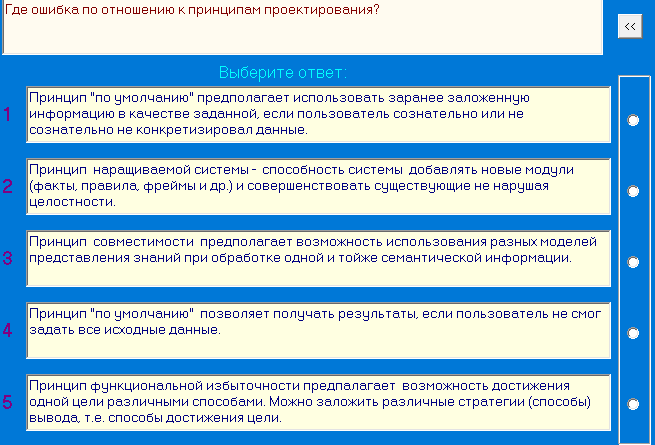 Где ошибка по отношению к принципам проектирования?
<<
Выберите ответ:
1
Принцип "по умолчанию" предполагает использовать заранее заложенную
информацию в качестве заданной, если пользователь сознательно или не
сознательно не конкретизировал данные.
2
Принцип  наращиваемой системы -  способность системы  добавлять новые модули
(факты, правила, фреймы и др.) и совершенствовать существующие не нарушая
целостности.
3
Принцип  совместимости  предполагает возможность использования разных моделей
представления знаний при обработке одной и тойже семантической информации.
4
Принцип "по умолчанию"  позволяет получать результаты, если пользователь не смог
задать все исходные данные.
5
Принцип функциональной избыточности предпалагает  возможность достижения
одной цели различными способами. Можно заложить различные стратегии (способы)
вывода, т.е. способы достижения цели.